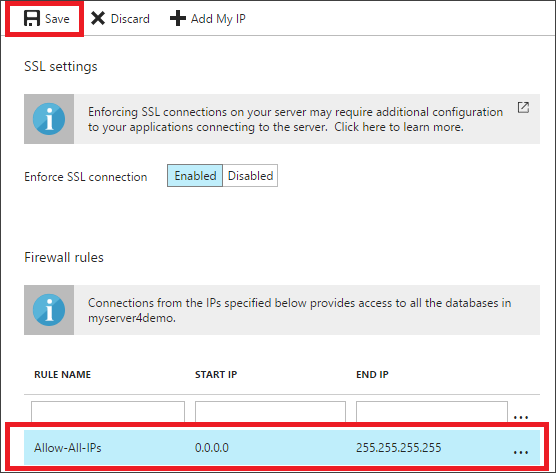 Save Discard Add My IP
SSL settings
Enforcing SSL connections on your server may require additional configuration
to your applications connecting to the server. Click here to learn more.
Enforce SSL connection Enabled Disabled
Firewall rules
Connections from the IPs specified below provides access to all the databases in
myserver4demo.
RULE NAME START IP END IP
...
Allow-All-IPs 0.0.0.0 255.255.255.255 ...